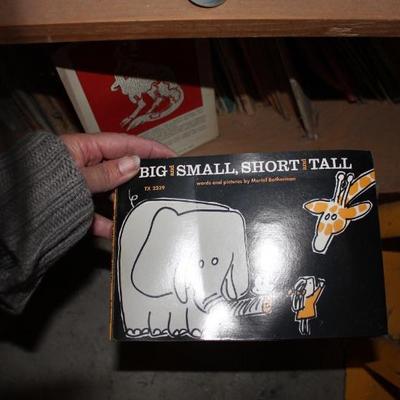 BIG and SMALL, SHORT and TALL
TX 2339
words and pictures by Muriel Batherman